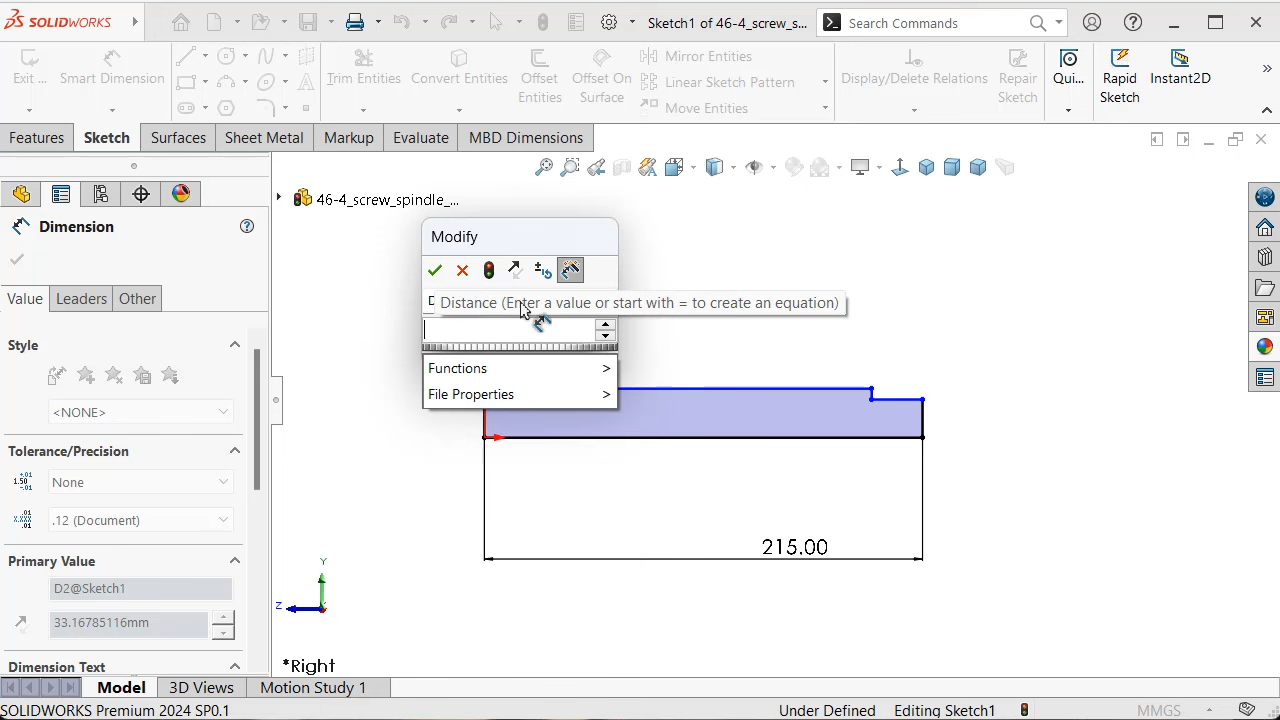 SOLIDWORKS
Sketch1 of 46-4_screw_s...
Search Commands
Exit ...
Smart Dimension
Trim Entities
Convert Entities
Offset Entities
Offset On Surface
Mirror Entities
Linear Sketch Pattern
Move Entities
Display/Delete Relations
Repair Sketch
Qui...
Rapid Sketch
Instant2D
Features
Sketch
Surfaces
Sheet Metal
Markup
Evaluate
MBD Dimensions
46-4_screw_spindle_...
Dimension
Value
Leaders
Other
Style
<NONE>
Tolerance/Precision
None
.12 (Document)
Primary Value
D2@Sketch1
33.16785116mm
Dimension Text
Modify
D
Distance (Enter a value or start with = to create an equation)
Functions >
File Properties >
215.00
Y
Z
*Right
Model
3D Views
Motion Study 1
SOLIDWORKS Premium 2024 SP0.1
Under Defined
Editing Sketch1
MMGS